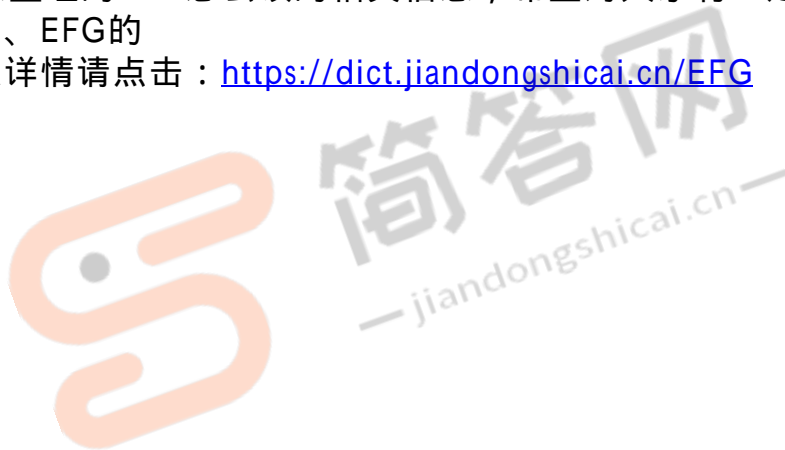 、EFG的
详情请点击：https://dict.jiandongshicai.cn/EFG
简答网
jiandongshicai.cn